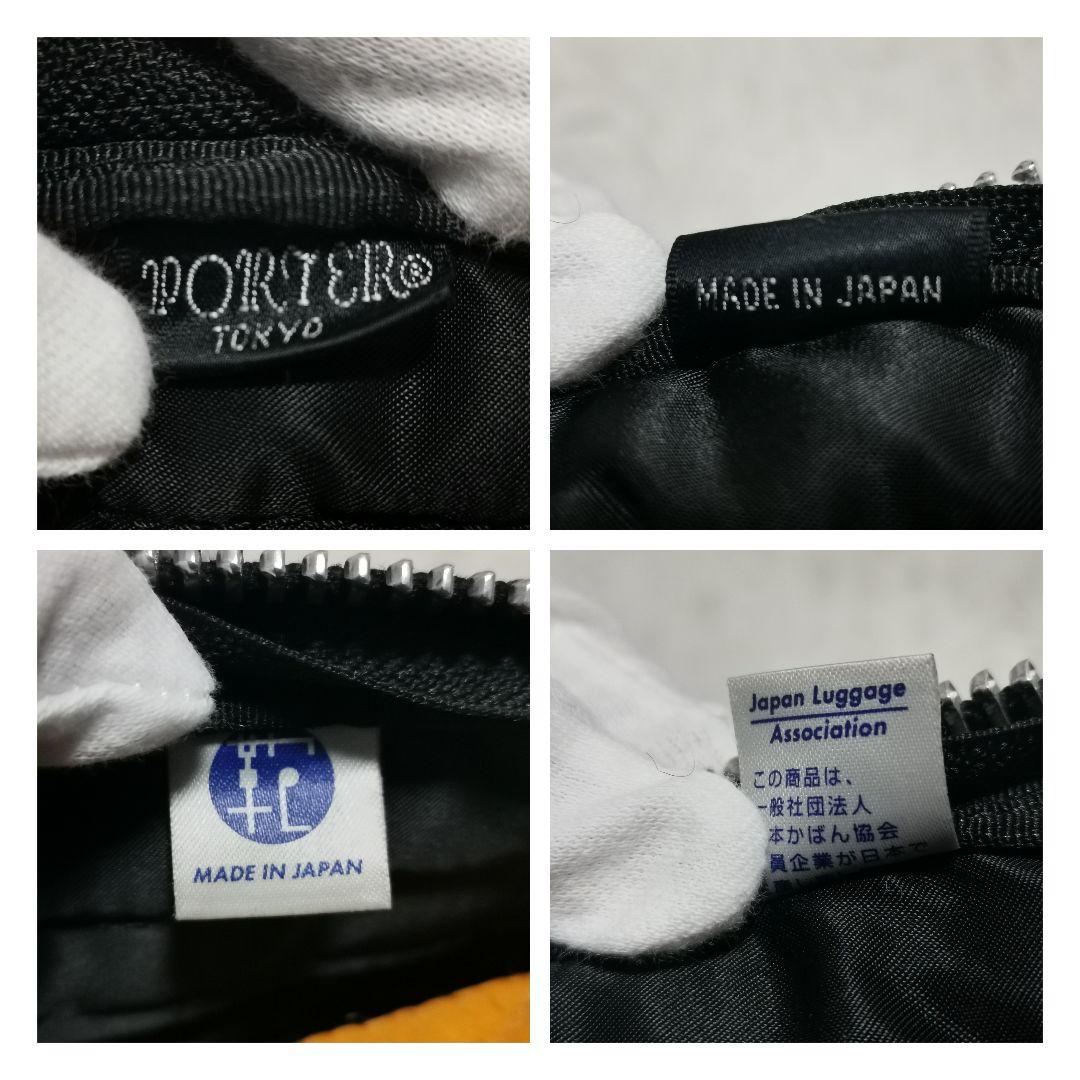 PORTER®
TOKYO
MADE IN JAPAN
MADE IN JAPAN
Japan Luggage
Association
この商品は、
一般社団法人
本かばん協会
員企業が日本で